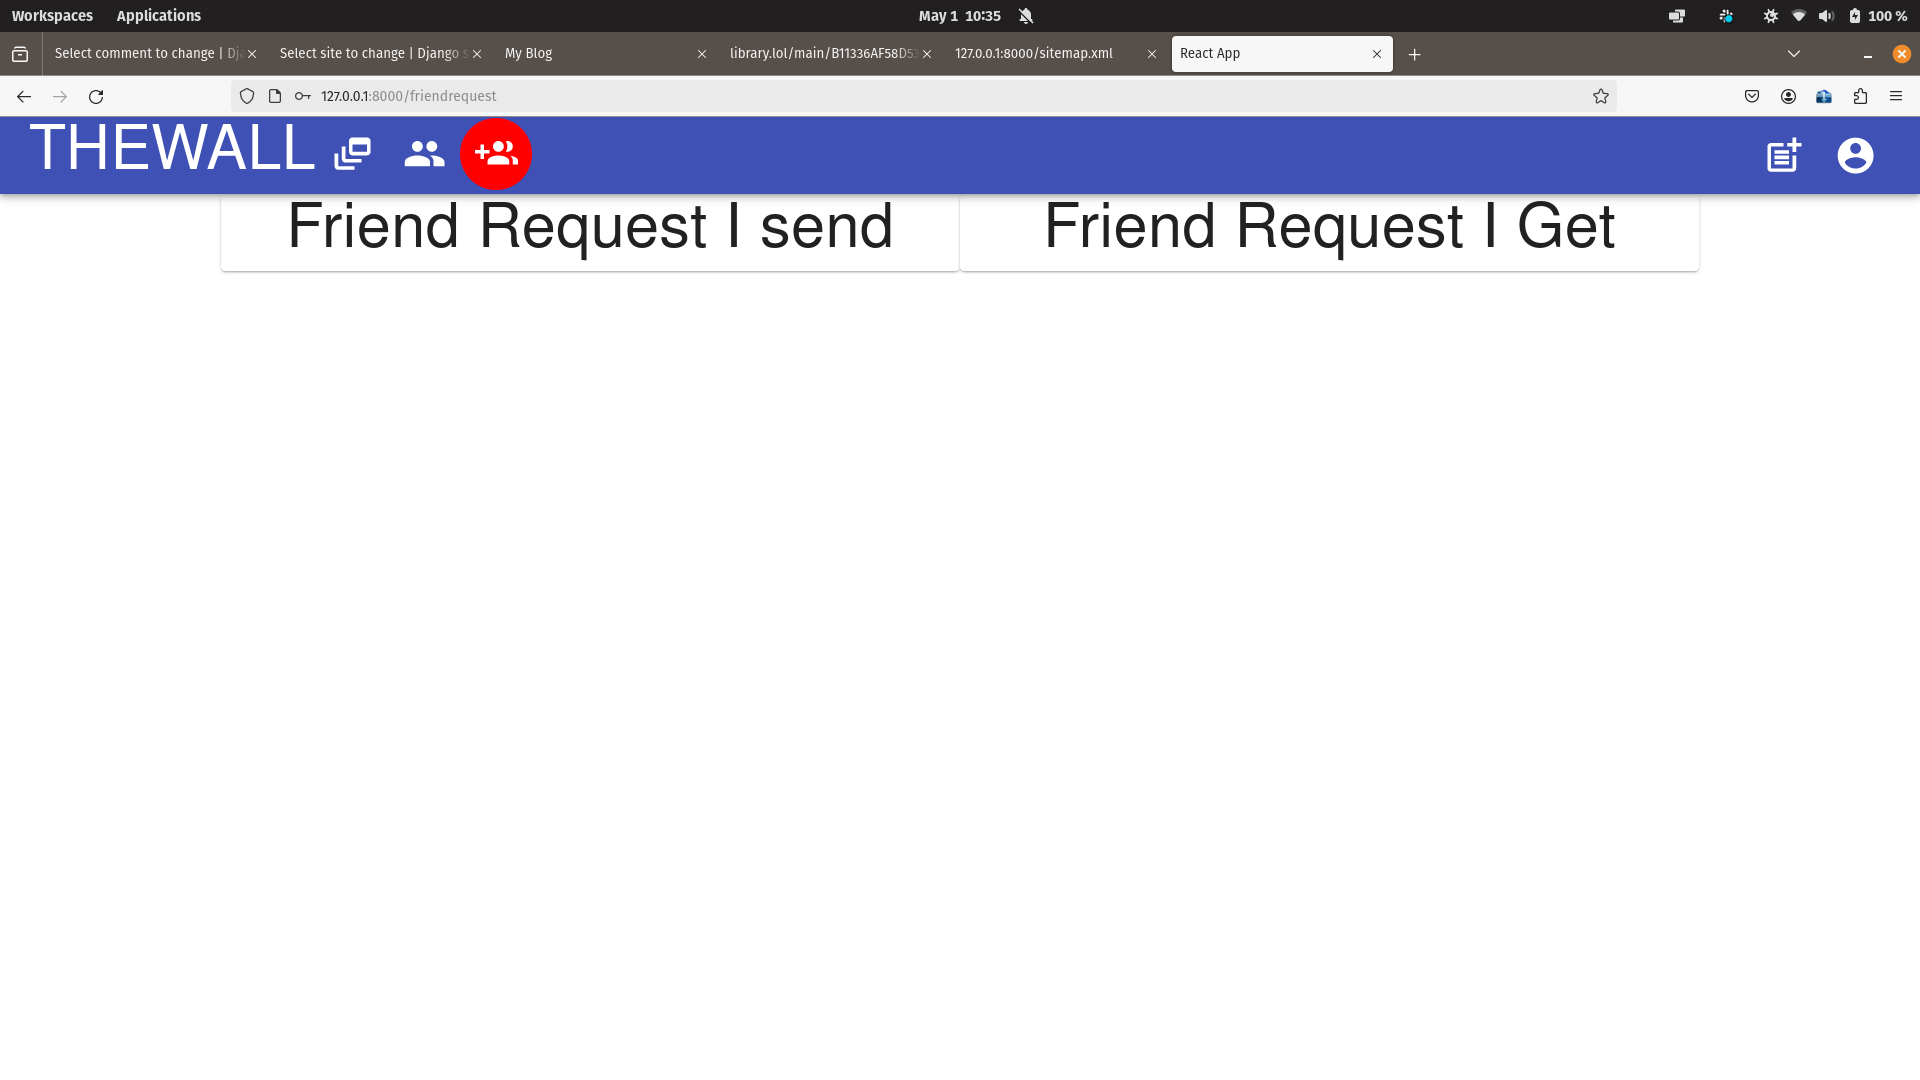 Workspaces Applications May 1 10:35 100 %
Select comment to change | Dj Select site to change | Django s My Blog library.lol/main/B11336AF58D53 127.0.0.1:8000/sitemap.xml React App
127.0.0.1:8000/friendrequest
THEWALL
Friend Request I send Friend Request I Get